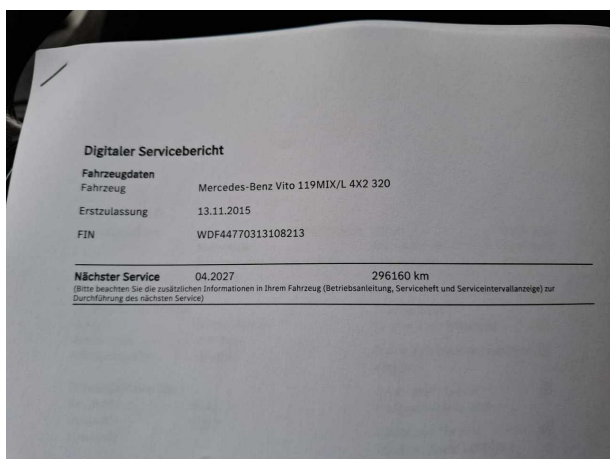 Digitaler Servicebericht
Fahrzeugdaten
Fahrzeug Mercedes-Benz Vito 119MIX/L 4X2 320
Erstzulassung 13.11.2015
FIN WDF44770313108213
Nächster Service 04.2027 296160 km
(Bitte beachten Sie die zusätzlichen Informationen in Ihrem Fahrzeug (Betriebsanleitung, Serviceheft und Serviceintervallanzeige) zur
Durchführung des nächsten Service)